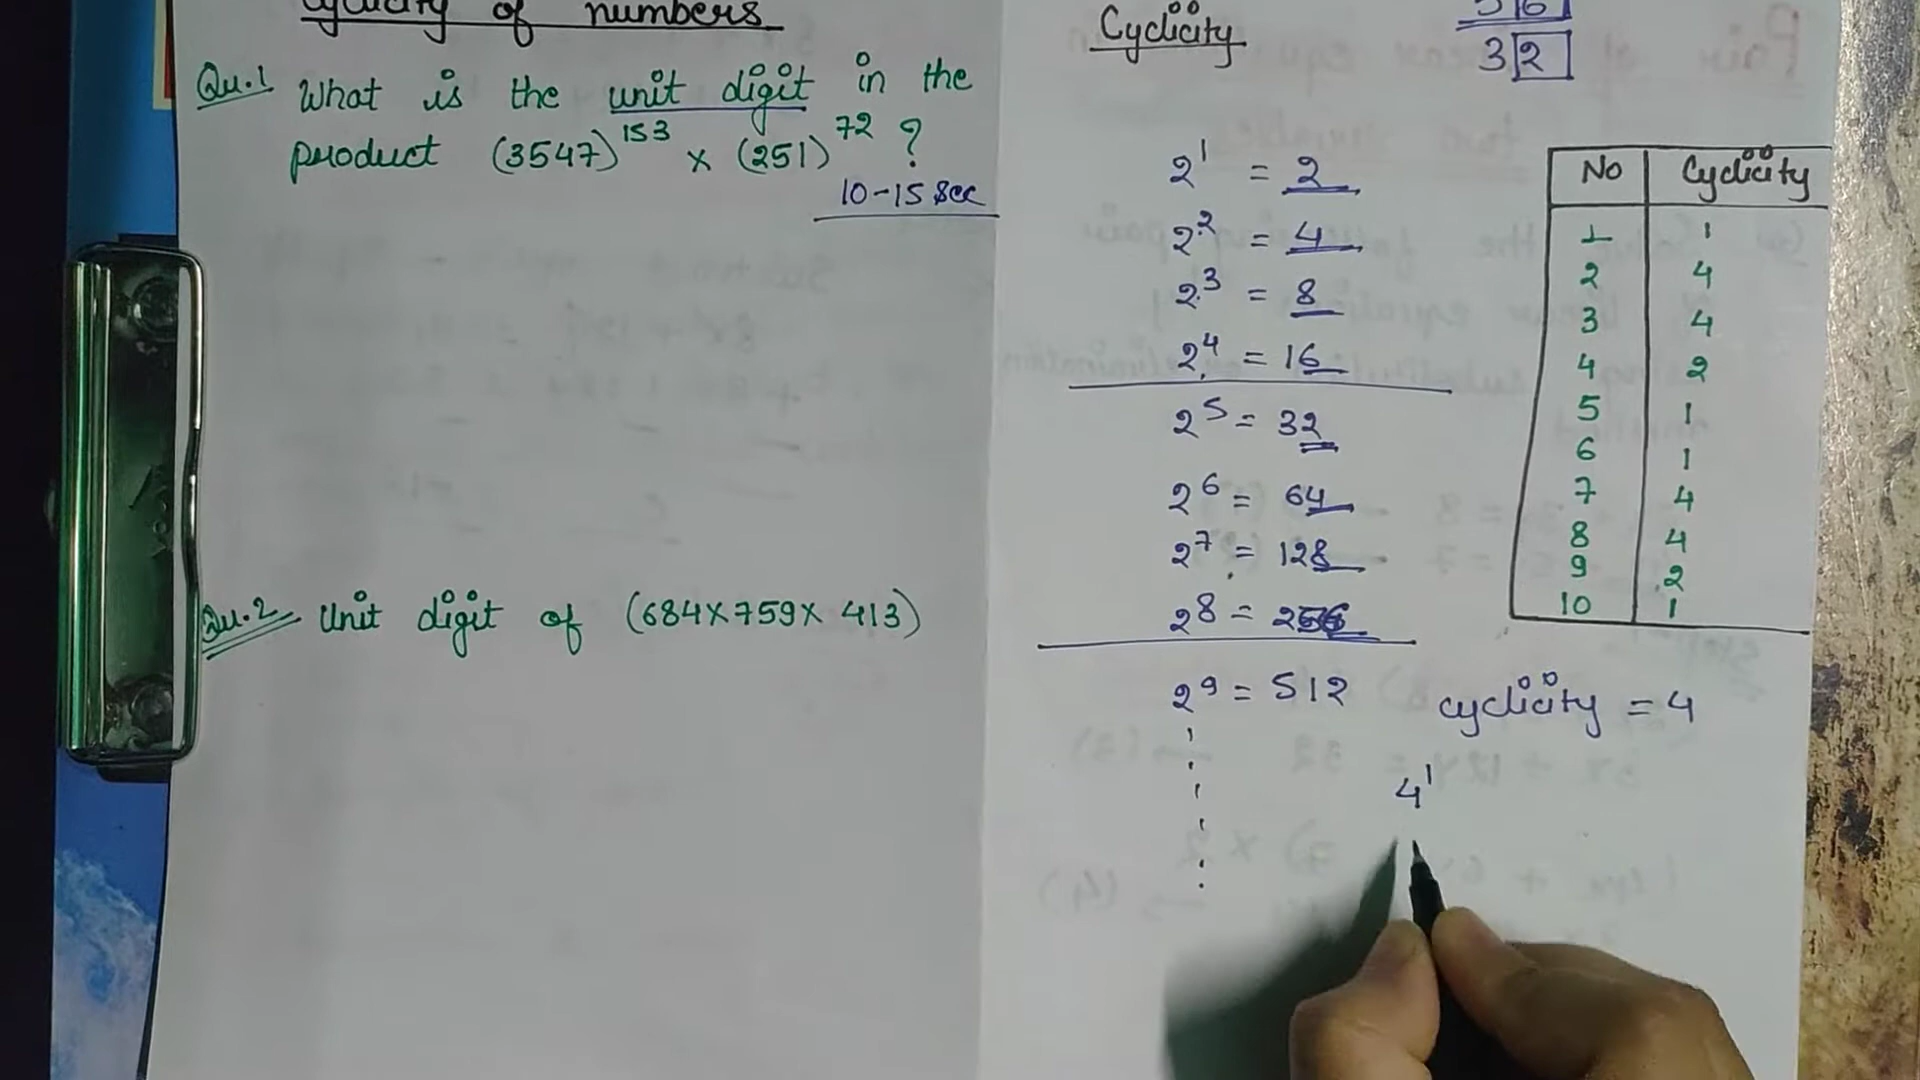 Cyclicity of numbers
Qu.1 What is the unit digit in the
product (3547)^153 x (251)^72 ?
10-15 Sec
Qu.2 Unit digit of (684x759x 413)
Cyclicity
3 2
2^1 = 2
2^2 = 4
2^3 = 8
2^4 = 16
2^5 = 32
2^6 = 64
2^7 = 128
2^8 = 256
2^9 = 512
No Cyclicity
1 1
2 4
3 4
4 2
5 1
6 1
7 4
8 4
9 2
10 1
cyclicity = 4
4^1